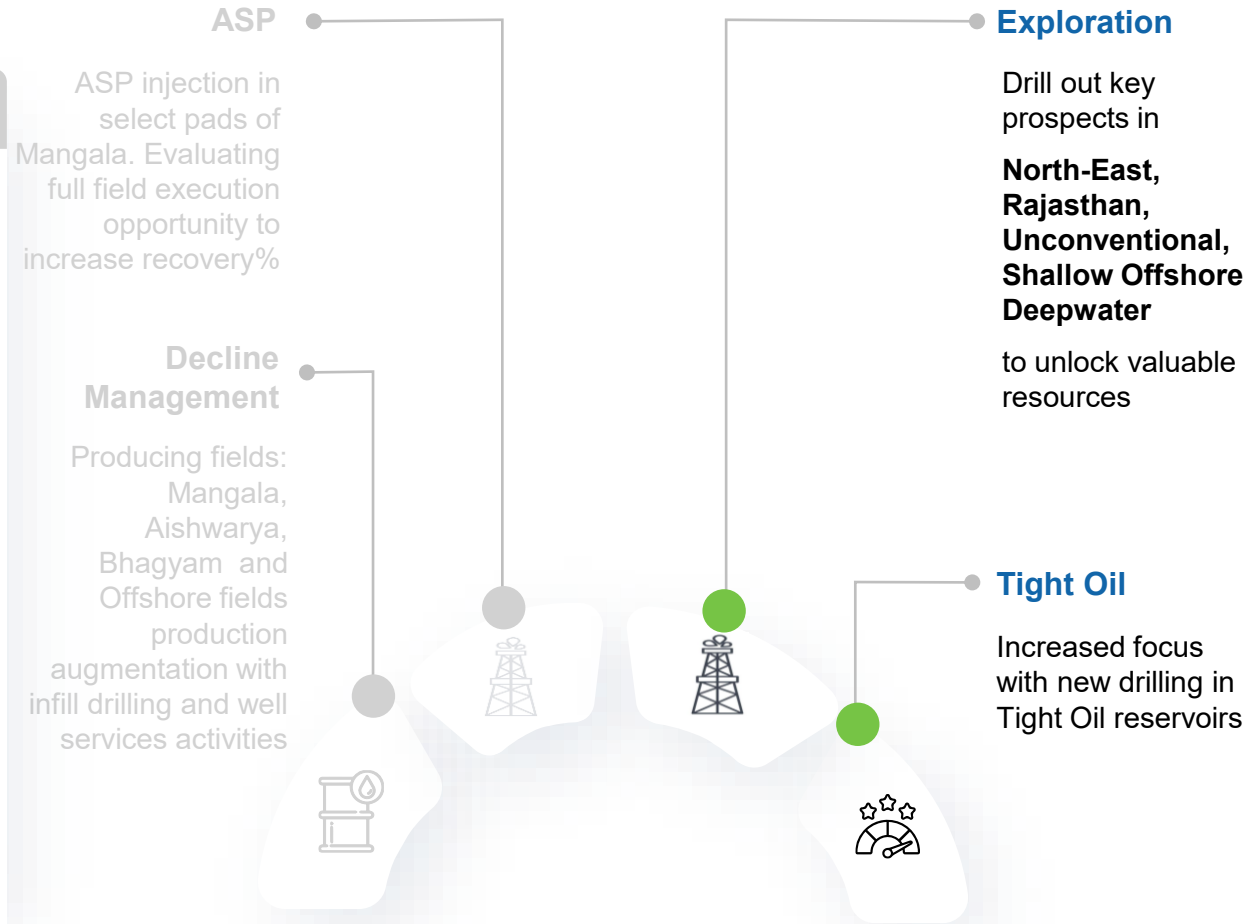 ASP
ASP injection in
select pads of
Mangala. Evaluating
full field execution
opportunity to
increase recovery%
Decline
Management
Producing fields:
Mangala,
Aishwarya,
Bhagyam and
Offshore fields
production
augmentation with
infill drilling and well
services activities
Exploration
Drill out key
prospects in
North-East,
Rajasthan,
Unconventional,
Shallow Offshore
Deepwater
to unlock valuable
resources
Tight Oil
Increased focus
with new drilling in
Tight Oil reservoirs